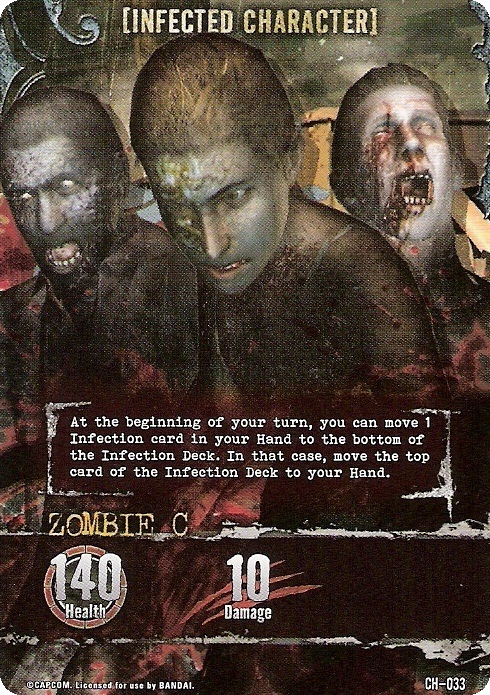 [INFECTED CHARACTER]
At the beginning of your turn, you can move 1
Infection card in your Hand to the bottom of
the Infection Deck. In that case, move the top
card of the Infection Deck to your Hand.
ZOMBIE C
140
Health
10
Damage
©CAPCOM. Licensed for use by BANDAI.
CH-033